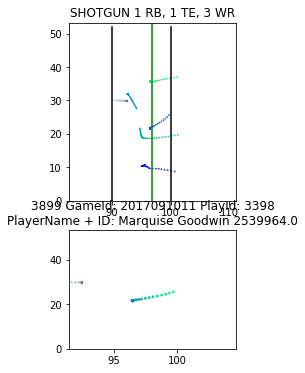 SHOTGUN 1 RB, 1 TE, 3 WR
50
40
30
20
10
0
90 100 110
3899 GameId: 2017091011 PlayId: 3398
PlayerName + ID: Marquise Goodwin 2539964.0
40
20
0
95 100